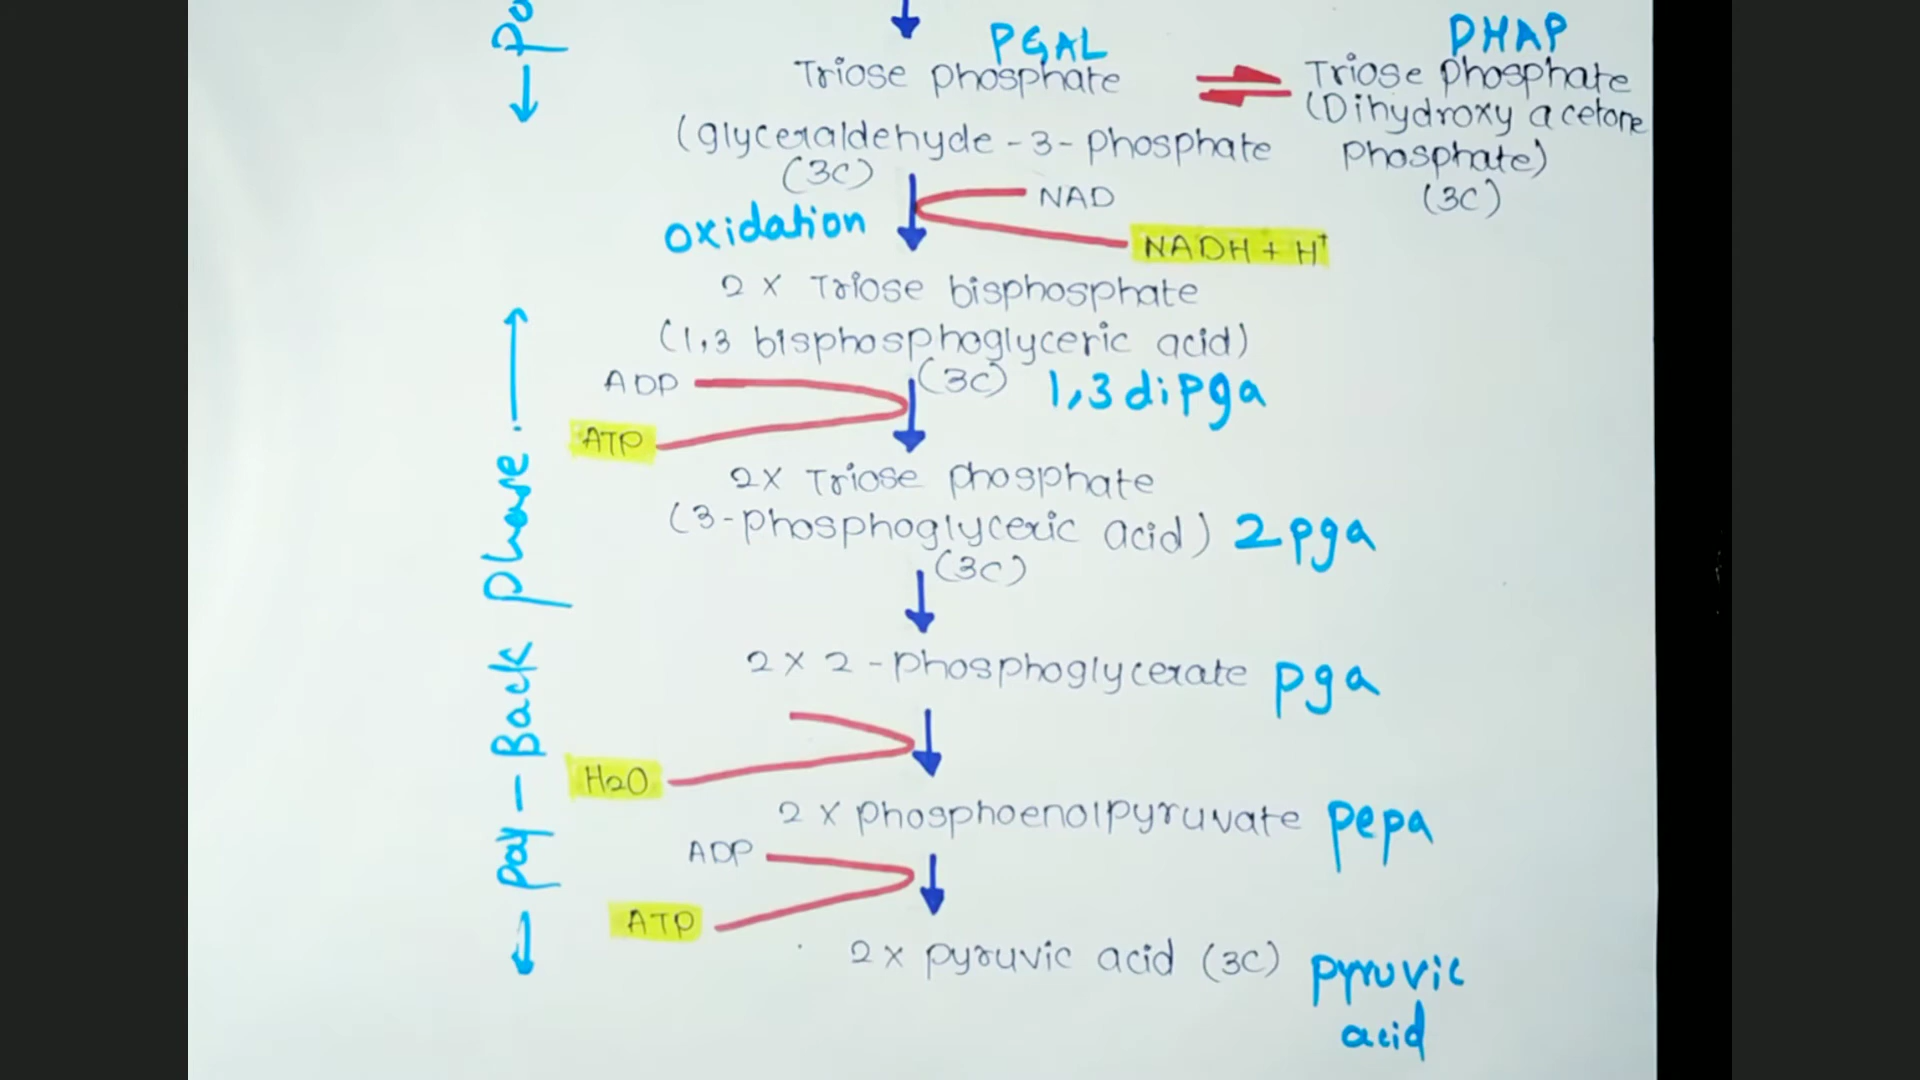 Po
PGAL
DHAP
Triose phosphate
Triose phosphate
(Dihydroxy acetone
phosphate)
(3C)
(glyceraldehyde-3-phosphate
(3C)
NAD
oxidation
NADH + H+
2 x Triose bisphosphate
(1,3 bisphosphoglyceric acid)
ADP
(3C)
1,3 dipga
ATP
2x Triose phosphate
(3-phosphoglyceric acid)
2pga
(3C)
2 x 2-phosphoglycerate
pga
H2O
2 x phosphoenolpyruvate
pepa
ADP
ATP
2 x pyruvic acid (3C)
pyruvic
acid
pay-Back phase